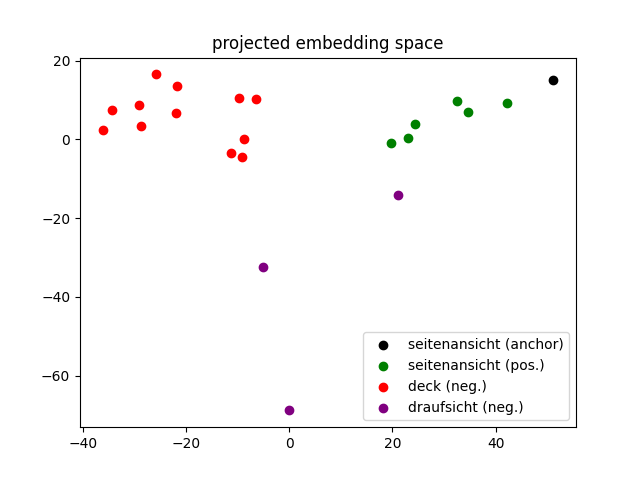 projected embedding space
20
0
−20
−40
−60
−40
−20
0
20
40
seitenansicht (anchor)
seitenansicht (pos.)
deck (neg.)
draufsicht (neg.)